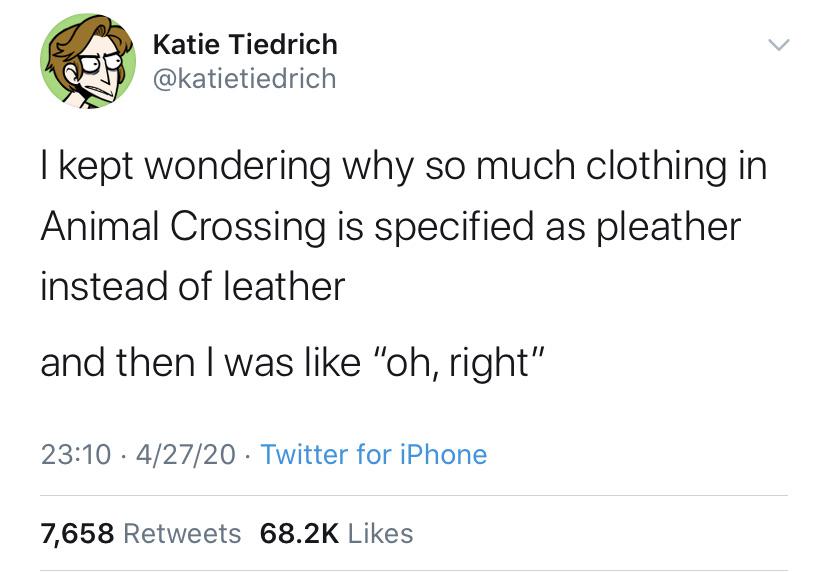 Katie Tiedrich
@katietiedrich
I kept wondering why so much clothing in
Animal Crossing is specified as pleather
instead of leather
and then I was like “oh, right”
23:10 · 4/27/20 · Twitter for iPhone
7,658 Retweets 68.2K Likes